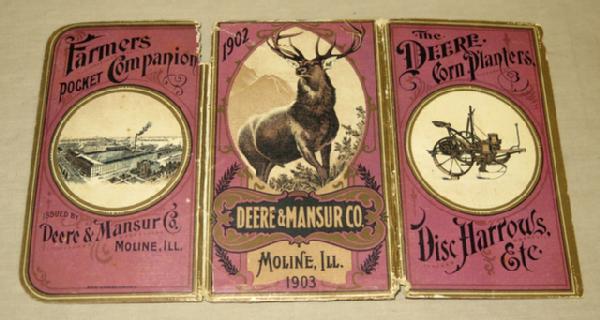 Farmers
POCKET Companion
ISSUED BY
Deere & Mansur Co.
MOLINE, ILL.
1902
DEERE & MANSUR CO.
MOLINE, ILL.
1903
The
DEERE
Corn Planters,
Disc Harrows,
Etc